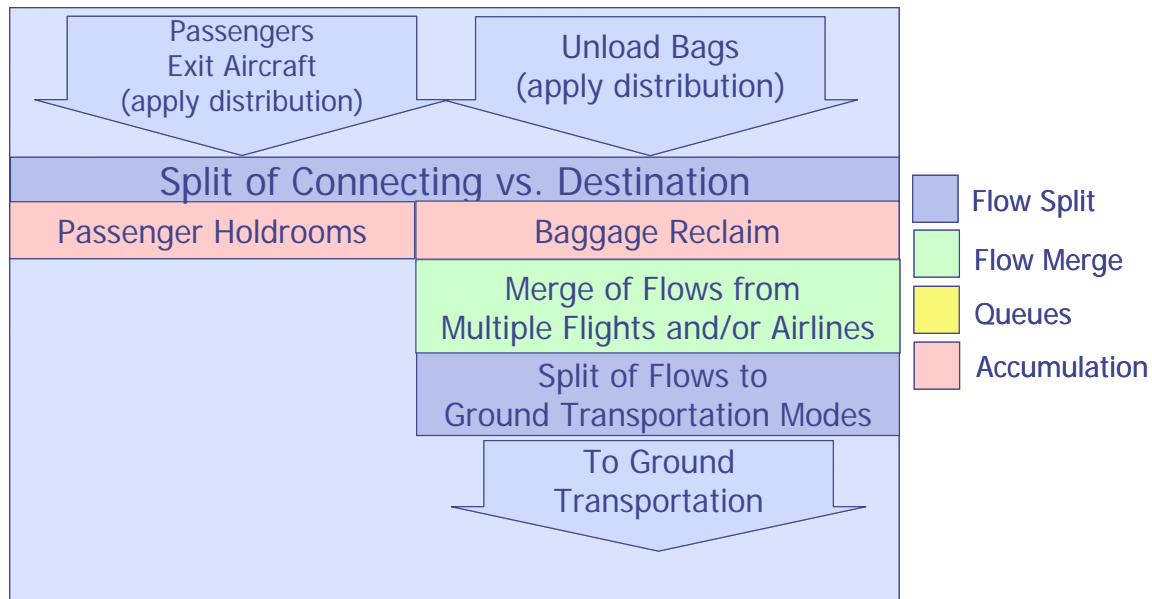 Passengers
Exit Aircraft
(apply distribution)
Unload Bags
(apply distribution)
Split of Connecting vs. Destination
Passenger Holdrooms
Baggage Reclaim
Merge of Flows from
Multiple Flights and/or Airlines
Split of Flows to
Ground Transportation Modes
To Ground
Transportation
Flow Split
Flow Merge
Queues
Accumulation